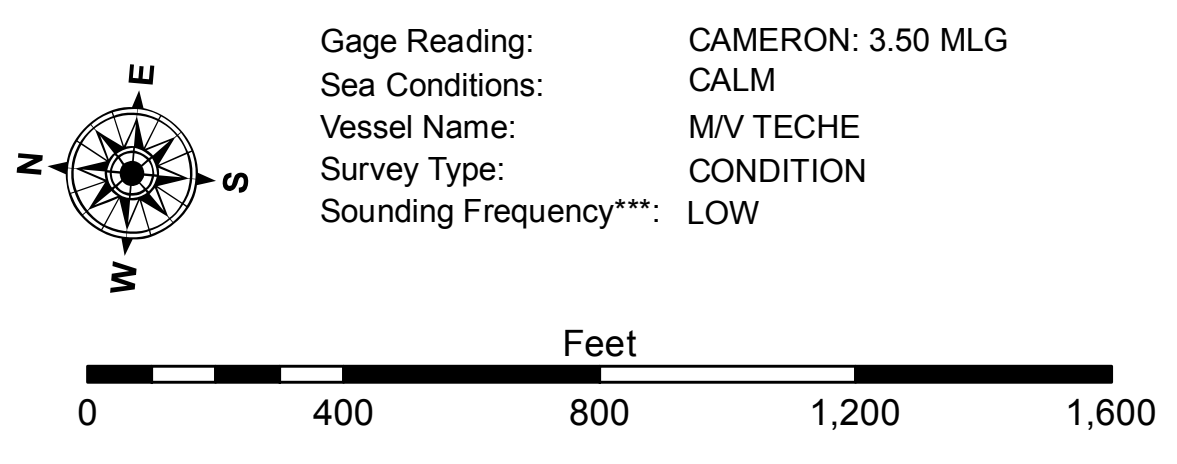 E
N
S
W
Gage Reading: CAMERON: 3.50 MLG
Sea Conditions: CALM
Vessel Name: M/V TECHE
Survey Type: CONDITION
Sounding Frequency***: LOW
Feet
0 400 800 1,200 1,600